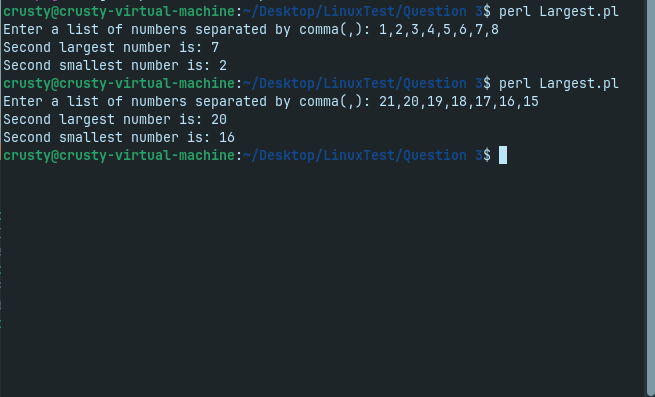 crusty@crusty-virtual-machine:~/Desktop/LinuxTest/Question 3$ perl Largest.pl
Enter a list of numbers separated by comma(,): 1,2,3,4,5,6,7,8
Second largest number is: 7
Second smallest number is: 2
crusty@crusty-virtual-machine:~/Desktop/LinuxTest/Question 3$ perl Largest.pl
Enter a list of numbers separated by comma(,): 21,20,19,18,17,16,15
Second largest number is: 20
Second smallest number is: 16
crusty@crusty-virtual-machine:~/Desktop/LinuxTest/Question 3$